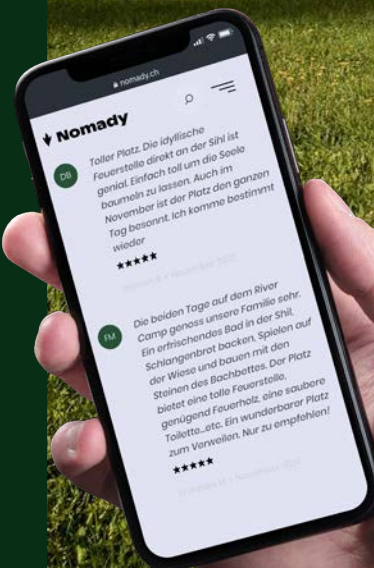 nomady.ch
Nomady
DB
Toller Platz. Die idyllische
Feuerstelle direkt an der Sihl ist
genial. Einfach toll um die Seele
baumeln zu lassen. Auch im
November ist der Platz den ganzen
Tag besonnt. Ich komme bestimmt
wieder
★★★★★
FM
Die beiden Tage auf dem River
Camp genoss unsere Familie sehr.
Ein erfrischendes Bad in der Shil,
Schlangenbrot backen, Spielen auf
der Wiese und bauen mit den
Steinen des Bachbettes. Der Platz
bietet eine tolle Feuerstelle,
genügend Feuerholz, eine saubere
Toilette...etc. Ein wunderbarer Platz
zum Verweilen. Nur zu empfehlen!
★★★★★